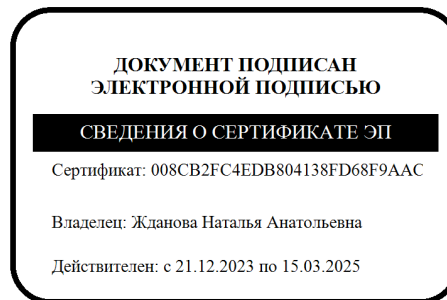 ДОКУМЕНТ ПОДПИСАН
ЭЛЕКТРОННОЙ ПОДПИСЬЮ
СВЕДЕНИЯ О СЕРТИФИКАТЕ ЭП
Сертификат: 008CB2FC4EDB804138FD68F9AAC
Владелец: Жданова Наталья Анатольевна
Действителен: с 21.12.2023 по 15.03.2025